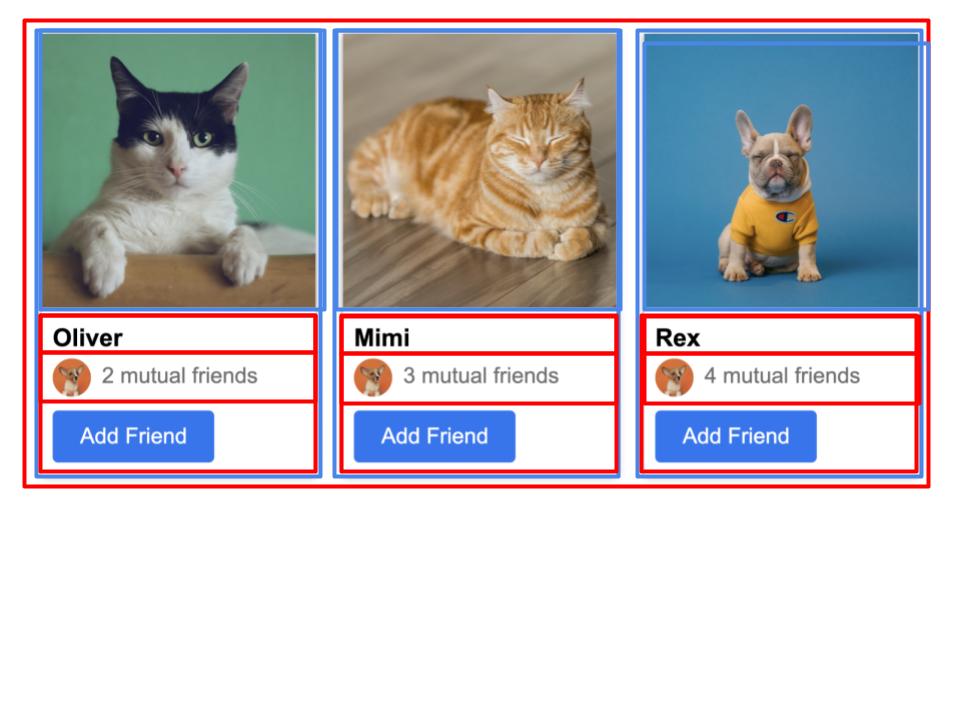 Oliver
2 mutual friends
Add Friend
Mimi
3 mutual friends
Add Friend
Rex
4 mutual friends
Add Friend